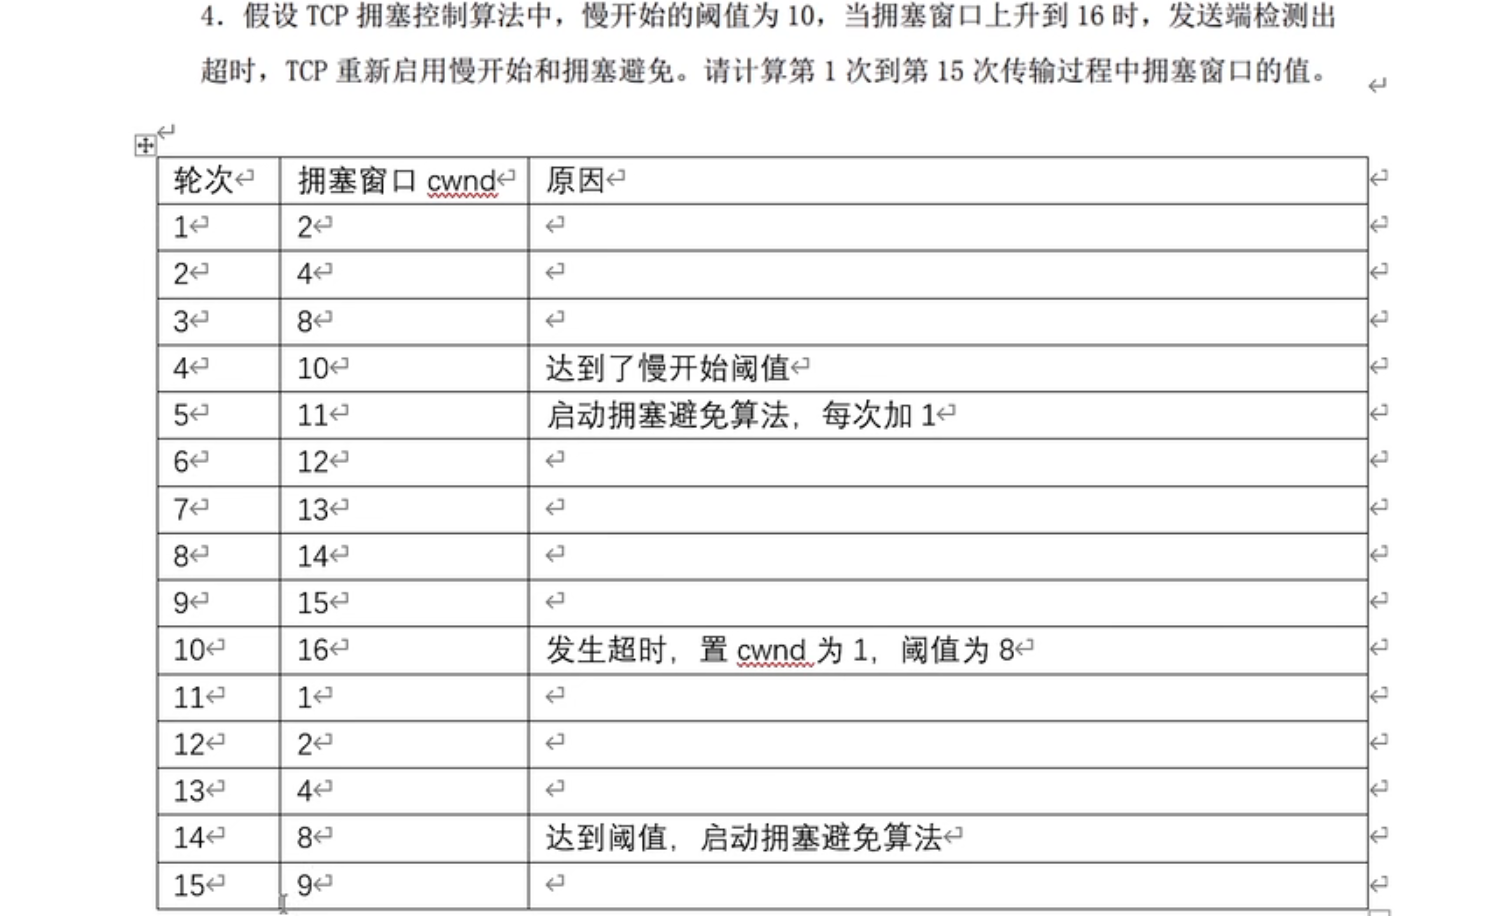 4. 假设 TCP 拥塞控制算法中，慢开始的阈值为 10，当拥塞窗口上升到 16 时，发送端检测出
超时，TCP 重新启用慢开始和拥塞避免。请计算第 1 次到第 15 次传输过程中拥塞窗口的值。
轮次 拥塞窗口 cwnd 原因
1 2
2 4
3 8
4 10 达到了慢开始阈值
5 11 启动拥塞避免算法，每次加 1
6 12
7 13
8 14
9 15
10 16 发生超时，置 cwnd 为 1，阈值为 8
11 1
12 2
13 4
14 8 达到阈值，启动拥塞避免算法
15 9